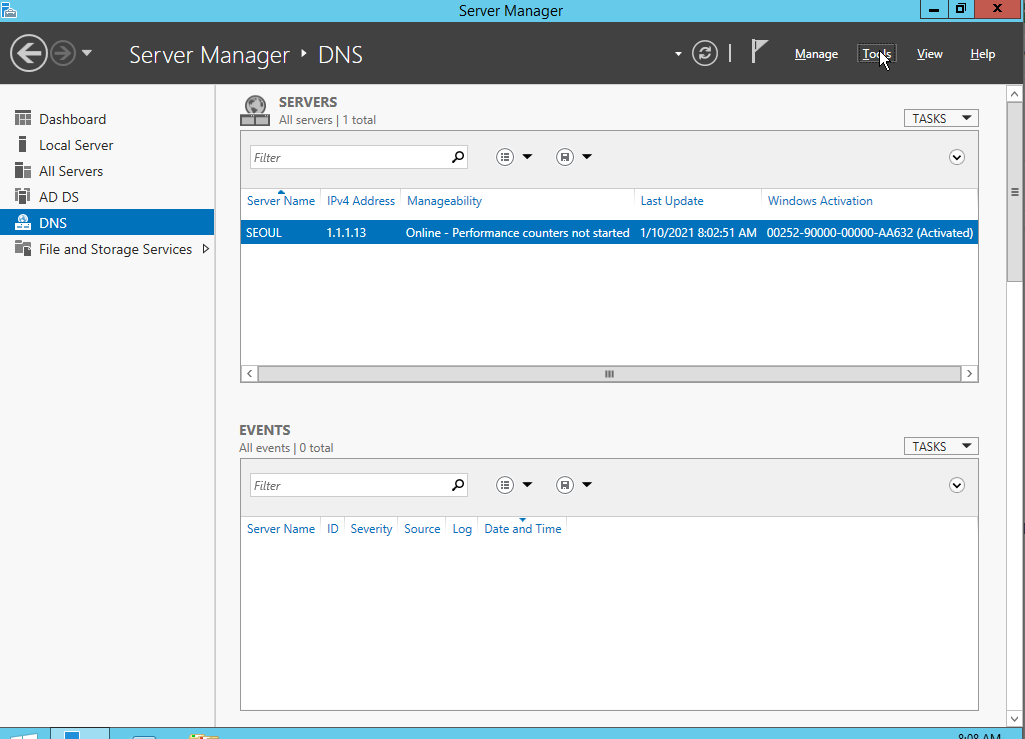 Server Manager
Server Manager DNS
Manage Tools View Help
Dashboard
Local Server
All Servers
AD DS
DNS
File and Storage Services
SERVERS
All servers | 1 total
TASKS
Filter
Server Name IPv4 Address Manageability Last Update Windows Activation
SEOUL 1.1.1.13 Online - Performance counters not started 1/10/2021 8:02:51 AM 00252-90000-00000-AA632 (Activated)
EVENTS
All events | 0 total
TASKS
Filter
Server Name ID Severity Source Log Date and Time
8:08 AM